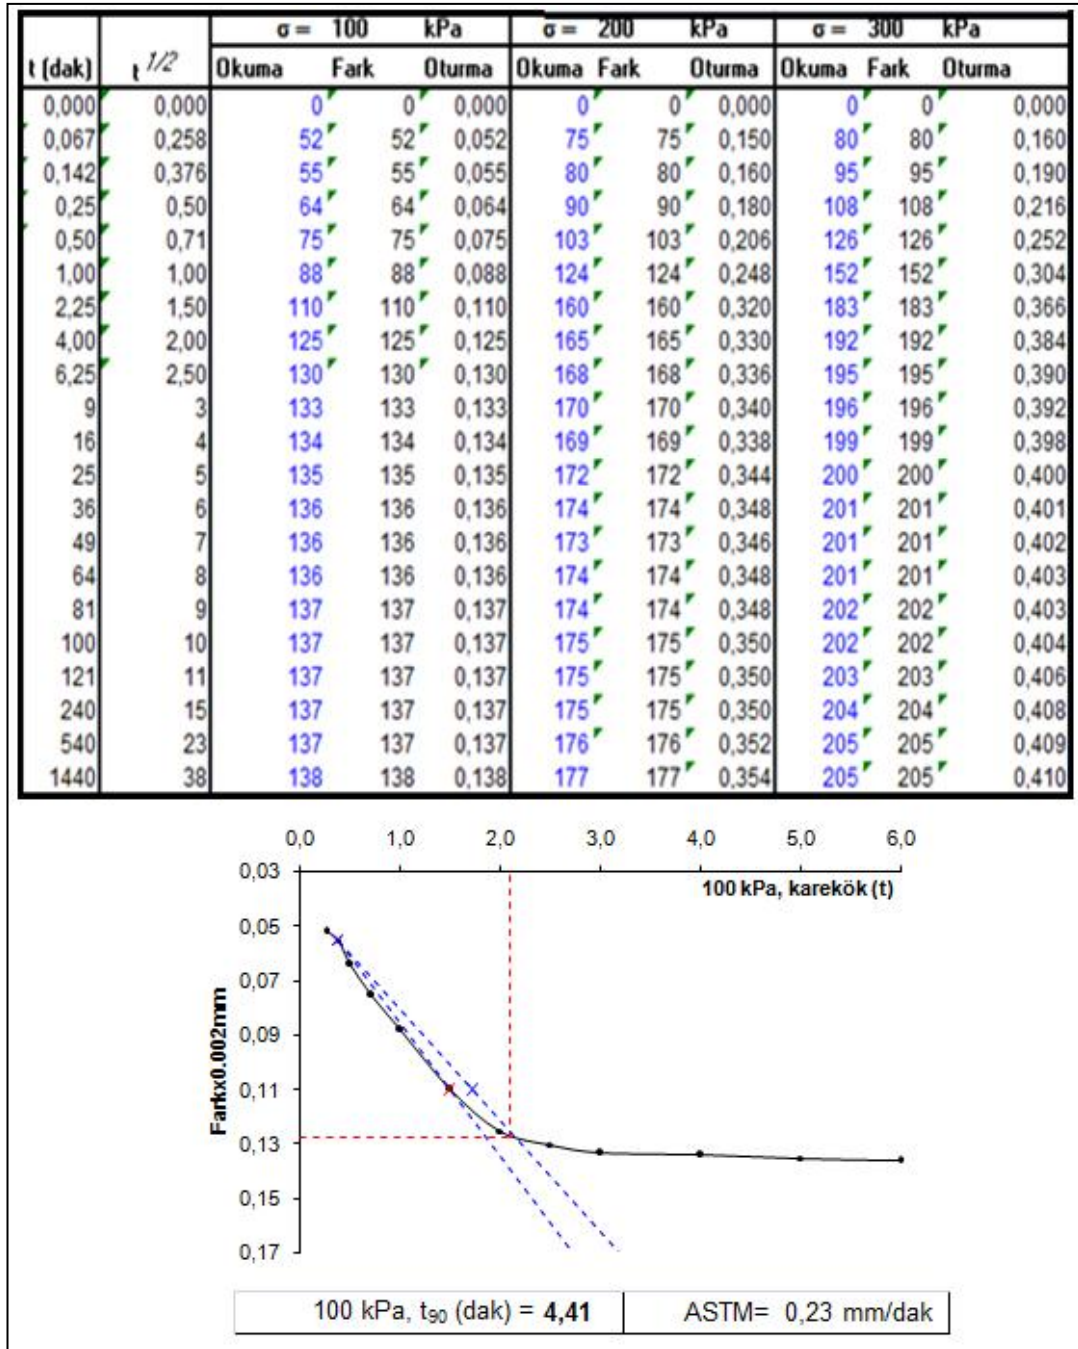 σ = 100 kPa σ = 200 kPa σ = 300 kPa
t (dak) t 1/2 Okuma Fark Oturma Okuma Fark Oturma Okuma Fark Oturma
0,000 0,000 0 0 0,000 0 0 0,000 0 0 0,000
0,067 0,258 52 52 0,052 75 75 0,150 80 80 0,160
0,142 0,376 55 55 0,055 80 80 0,160 95 95 0,190
0,25 0,50 64 64 0,064 90 90 0,180 108 108 0,216
0,50 0,71 75 75 0,075 103 103 0,206 126 126 0,252
1,00 1,00 88 88 0,088 124 124 0,248 152 152 0,304
2,25 1,50 110 110 0,110 160 160 0,320 183 183 0,366
4,00 2,00 125 125 0,125 165 165 0,330 192 192 0,384
6,25 2,50 130 130 0,130 168 168 0,336 195 195 0,390
9 3 133 133 0,133 170 170 0,340 196 196 0,392
16 4 134 134 0,134 169 169 0,338 199 199 0,398
25 5 135 135 0,135 172 172 0,344 200 200 0,400
36 6 136 136 0,136 174 174 0,348 201 201 0,401
49 7 136 136 0,136 173 173 0,346 201 201 0,402
64 8 136 136 0,136 174 174 0,348 201 201 0,403
81 9 137 137 0,137 174 174 0,348 202 202 0,403
100 10 137 137 0,137 175 175 0,350 202 202 0,404
121 11 137 137 0,137 175 175 0,350 203 203 0,406
240 15 137 137 0,137 175 175 0,350 204 204 0,408
540 23 137 137 0,137 176 176 0,352 205 205 0,409
1440 38 138 138 0,138 177 177 0,354 205 205 0,410
0,0 1,0 2,0 3,0 4,0 5,0 6,0
100 kPa, karekök (t)
Farkx0.002mm
0,03
0,05
0,07
0,09
0,11
0,13
0,15
0,17
100 kPa, t90 (dak) = 4,41 ASTM= 0,23 mm/dak